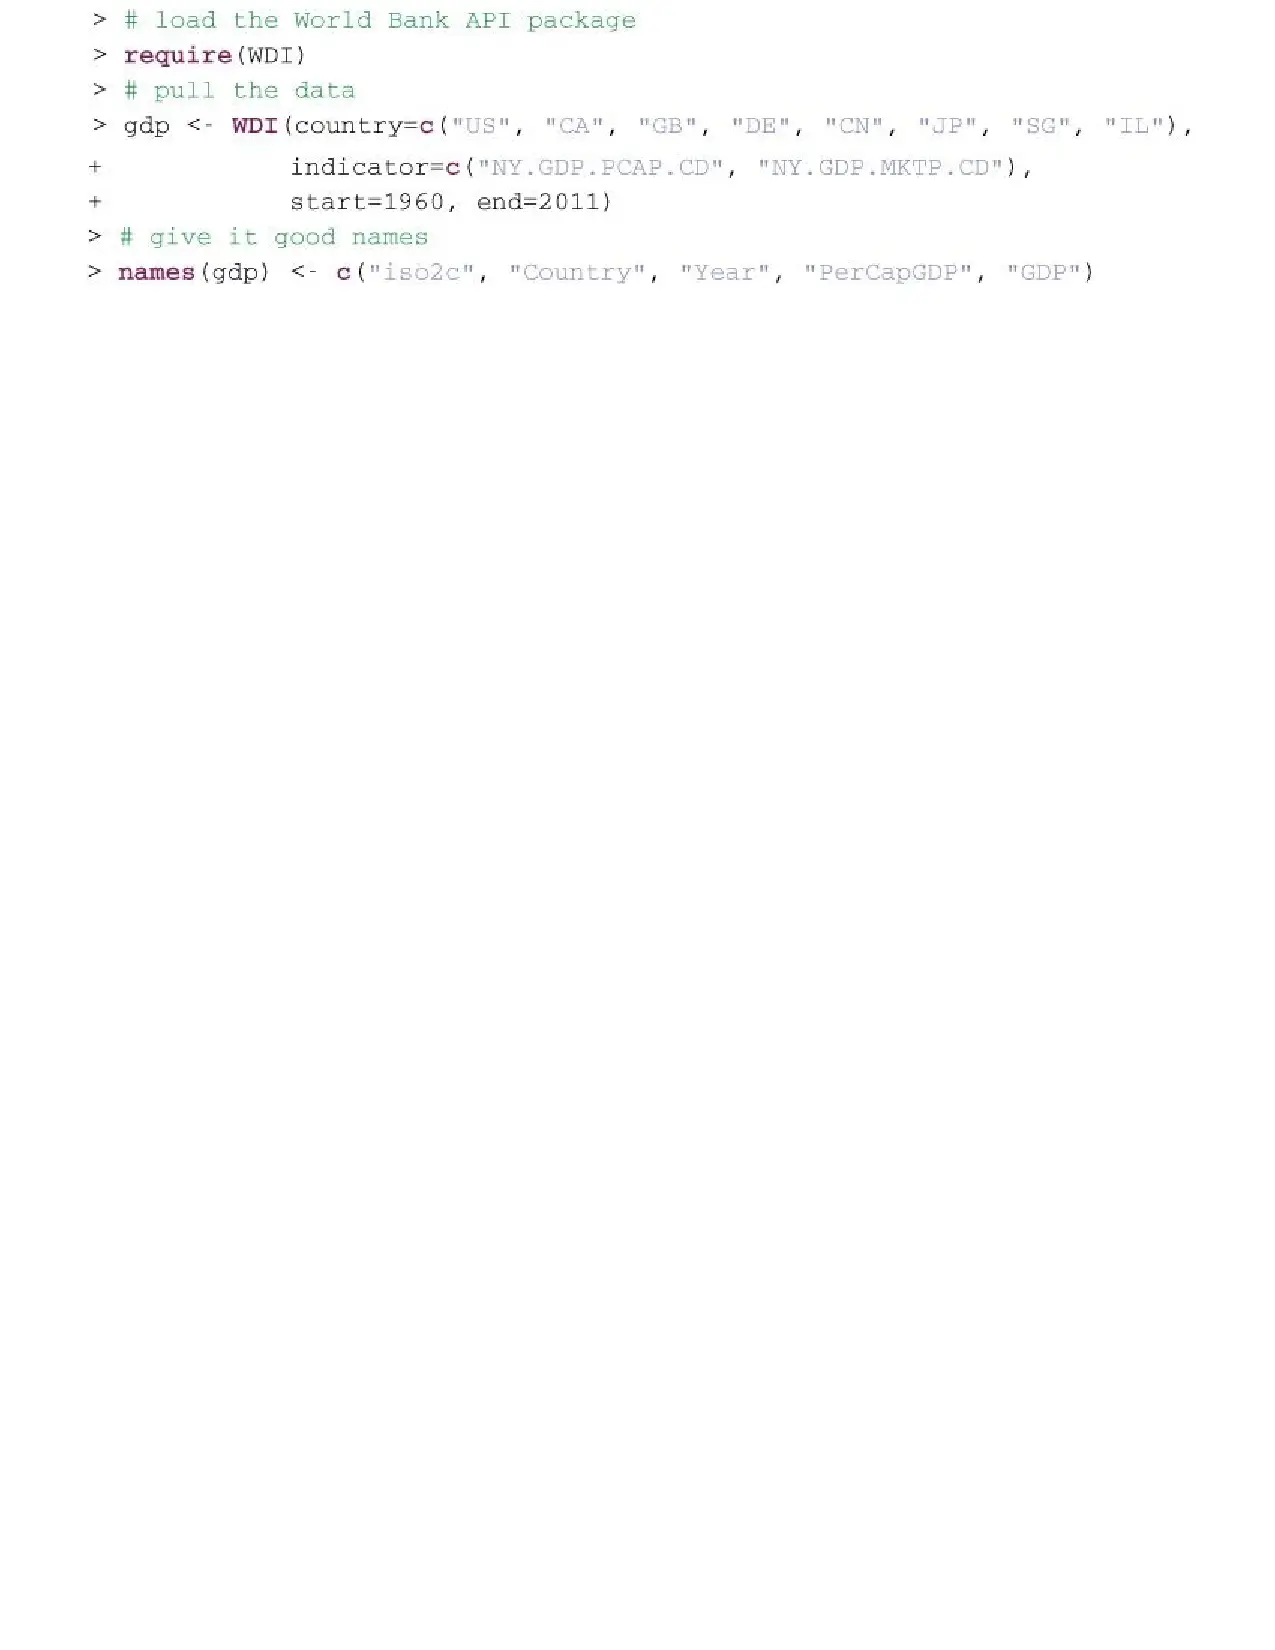 > # load the World Bank API package
> require(WDI)
> # pull the data
> gdp <- WDI(country=c("US", "CA", "GB", "DE", "CN", "JP", "SG", "IL"),
+            indicator=c("NY.GDP.PCAP.CD", "NY.GDP.MKTP.CD"),
+            start=1960, end=2011)
> # give it good names
> names(gdp) <- c("iso2c", "Country", "Year", "PerCapGDP", "GDP")